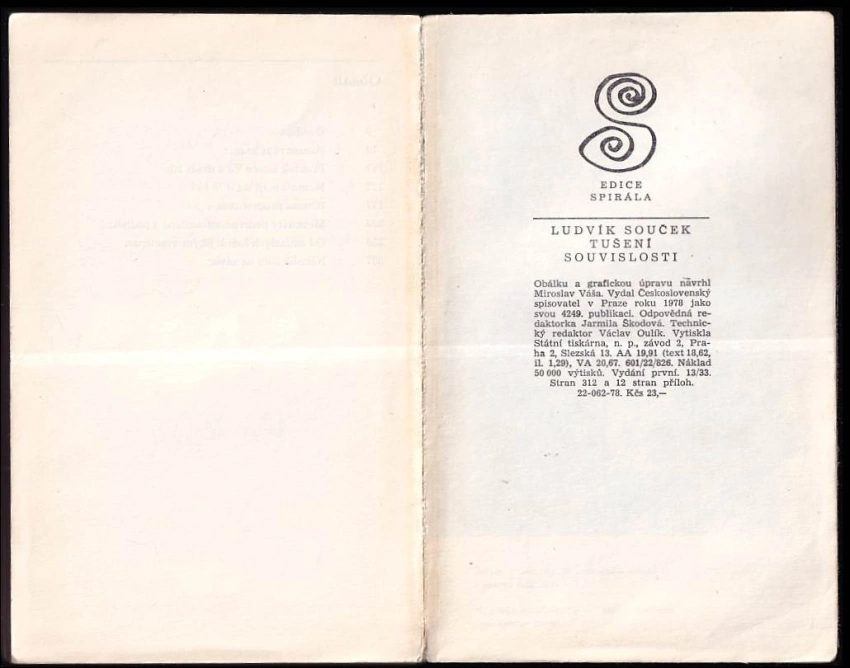 EDICE
SPIRÁLA
LUDVÍK SOUČEK
TUŠENÍ
SOUVISLOSTI
Obálku a grafickou úpravu navrhl
Miroslav Váša. Vydal Československý
spisovatel v Praze roku 1978 jako
svou 4249. publikaci. Odpovědná re-
daktorka Jarmila Škodová. Technic-
ký redaktor Václav Oulík. Vytiskla
Státní tiskárna, n. p., závod 2, Pra-
ha 2, Slezská 13. AA 19,91 (text 18,62,
il. 1,29), VA 20,67. 601/22/826. Náklad
50 000 výtisků. Vydání první. 13/33.
Stran 312 a 12 stran příloh.
22-062-78. Kčs 23,—